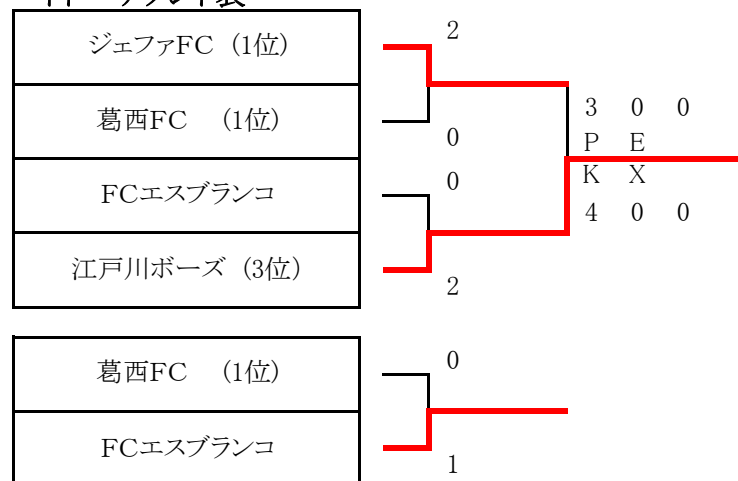 ジェファFC (1位)
2
葛西FC (1位)
0
3 0 0
P E
K X
4 0 0
FCエスブランコ
0
江戸川ボーズ (3位)
2
葛西FC (1位)
0
FCエスブランコ
1